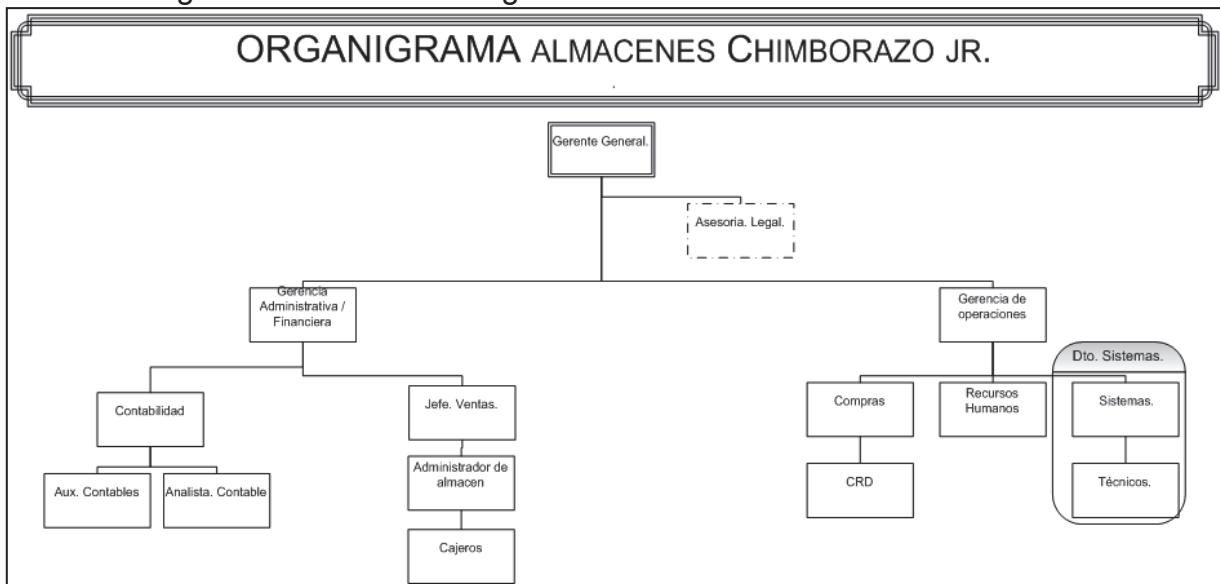 ORGANIGRAMA ALMACENES CHIMBORAZO JR.
Gerente General.
Asesoria. Legal.
Gerencia
Administrativa /
Financiera
Gerencia de
operaciones
Dto. Sistemas.
Contabilidad
Jefe. Ventas.
Compras
Recursos
Humanos
Sistemas.
Aux. Contables
Analista. Contable
Administrador de
almacen
CRD
Técnicos.
Cajeros